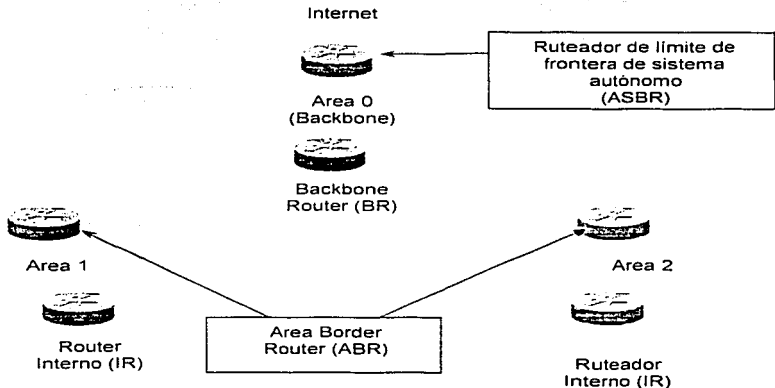 Internet
Ruteador de límite de
frontera de sistema
autónomo
(ASBR)
Area 0
(Backbone)
Backbone
Router (BR)
Area 1
Area 2
Router
Interno (IR)
Area Border
Router (ABR)
Ruteador
Interno (IR)